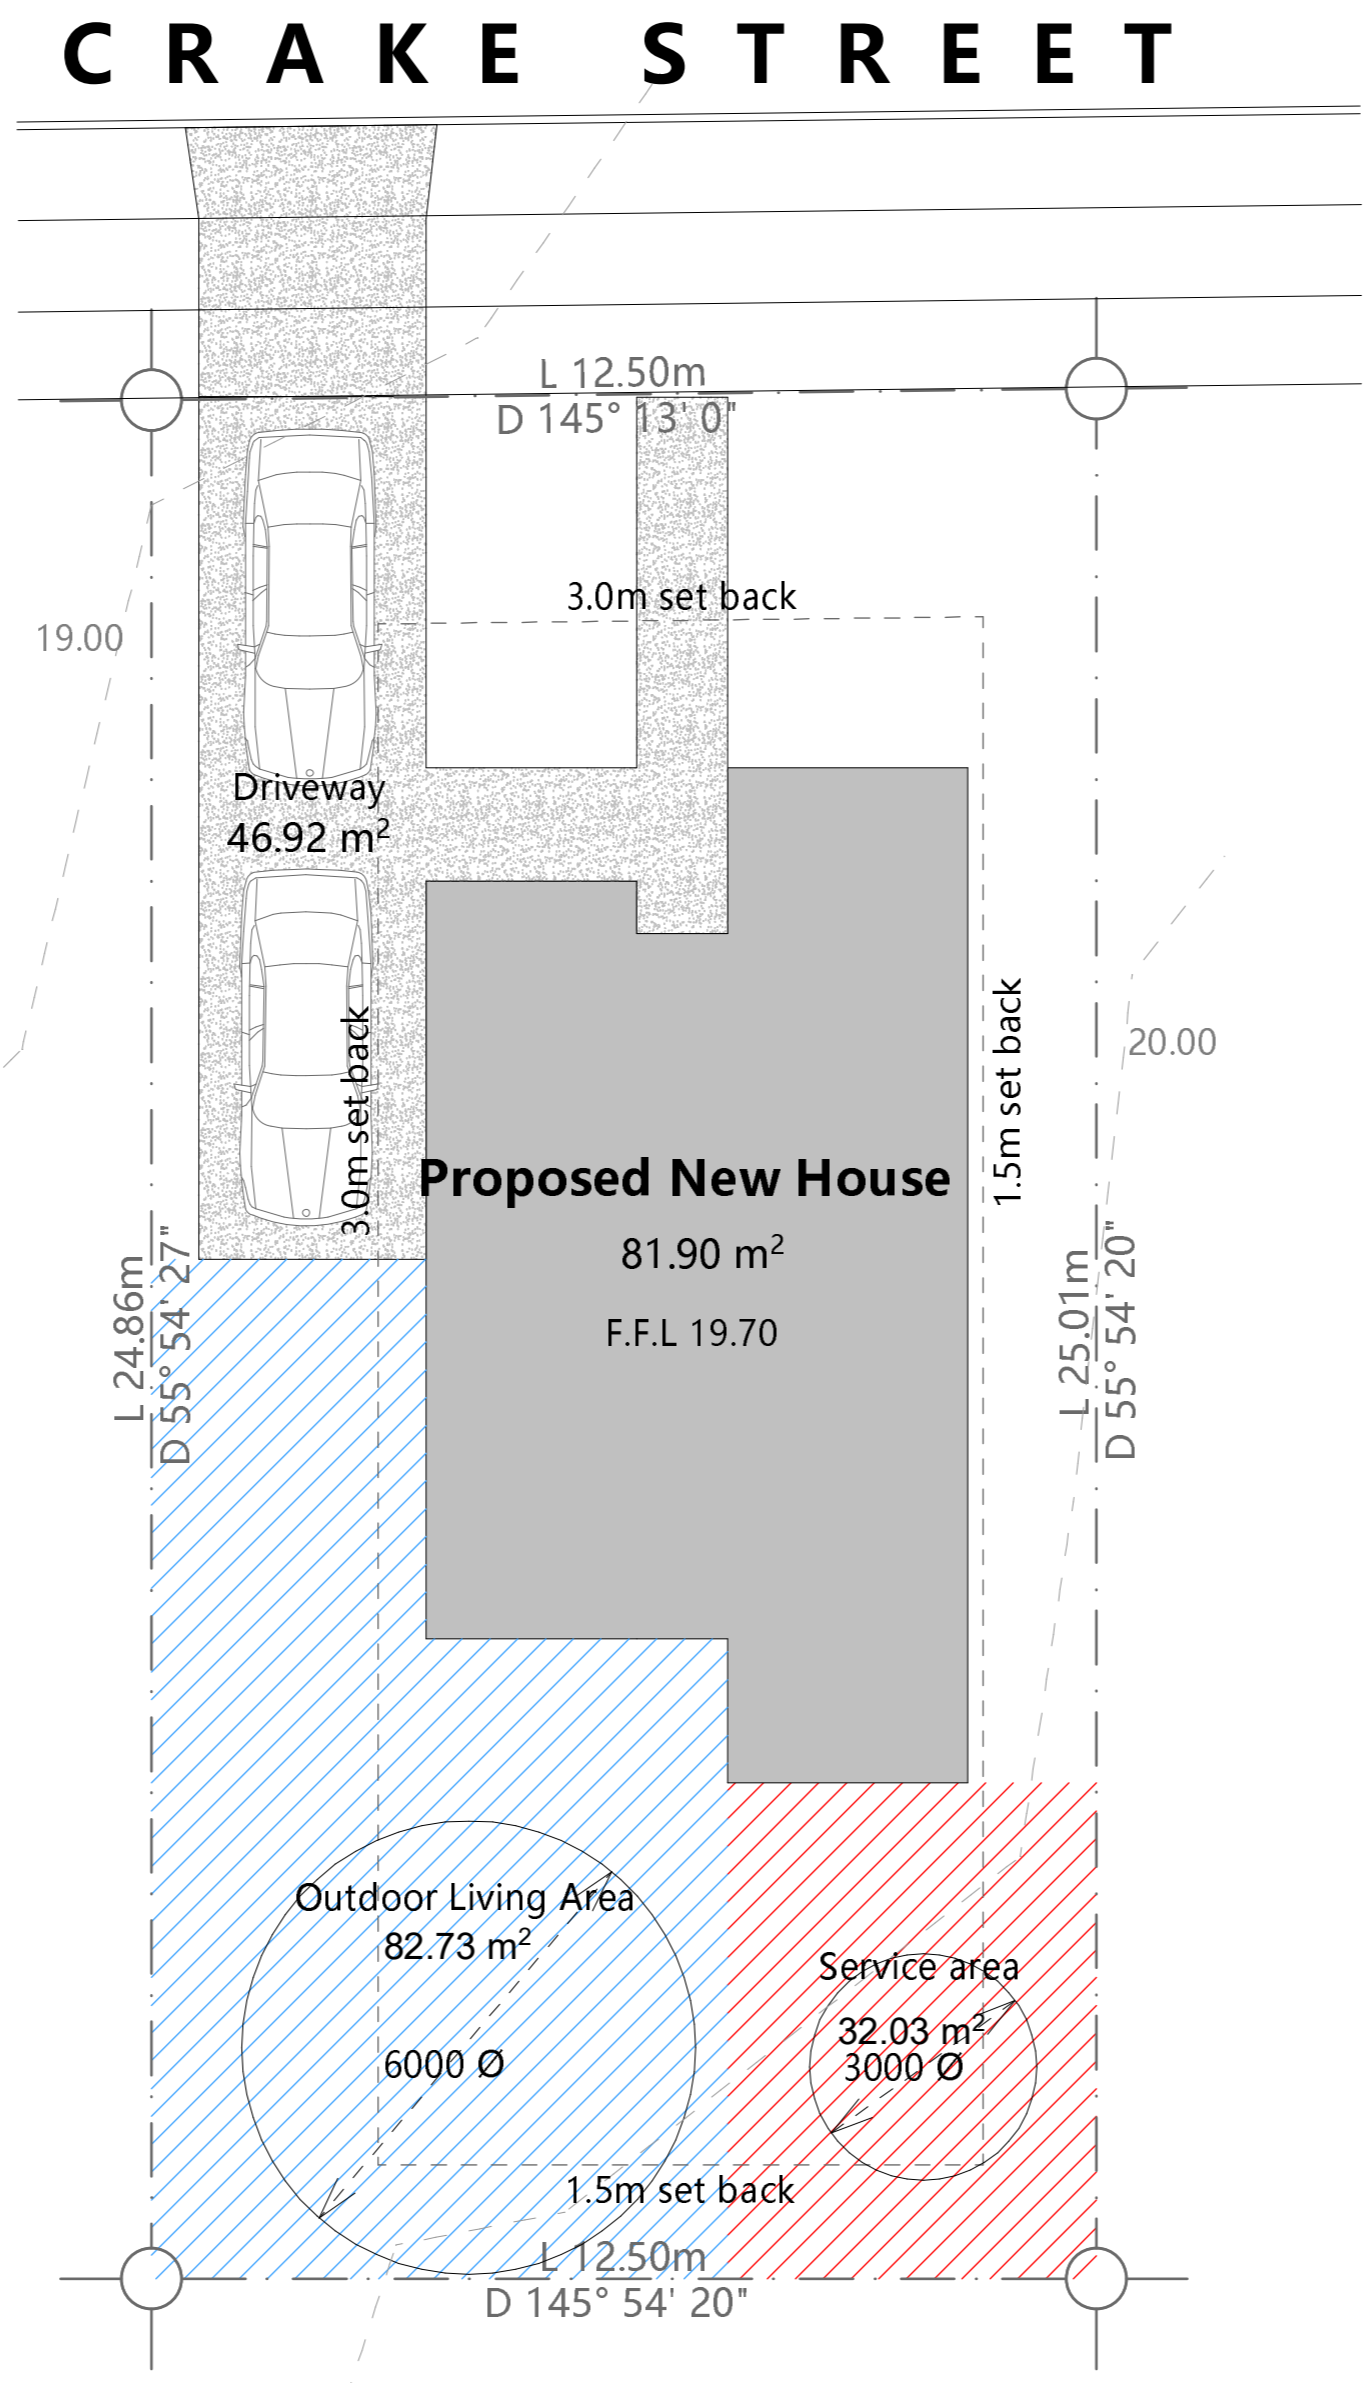 CRAKE STREET
L 12.50m
D 145° 13' 0"
3.0m set back
19.00
Driveway
46.92 m²
3.0m set back
1.5m set back
20.00
Proposed New House
81.90 m²
F.F.L 19.70
L 24.86m
D 55° 54' 27"
L 25.01m
D 55° 54' 20"
Outdoor Living Area
82.73 m²
6000 Ø
Service area
32.03 m²
3000 Ø
1.5m set back
L 12.50m
D 145° 54' 20"